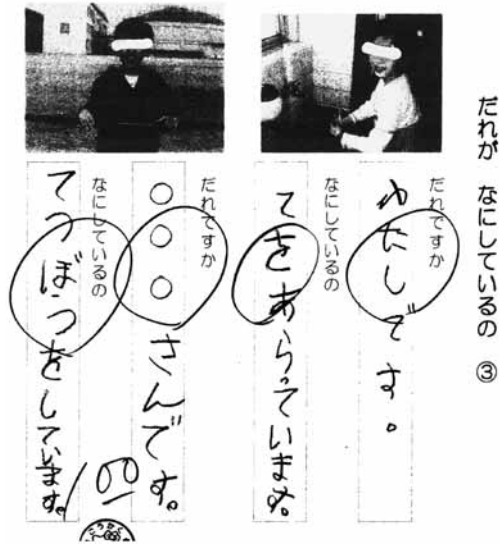 だれが なにしているの ③
だれですか
わたしです。
なにしているの
てをあらっています。
だれですか
○○○さんです。
なにしているの
てつぼうをしています。
100